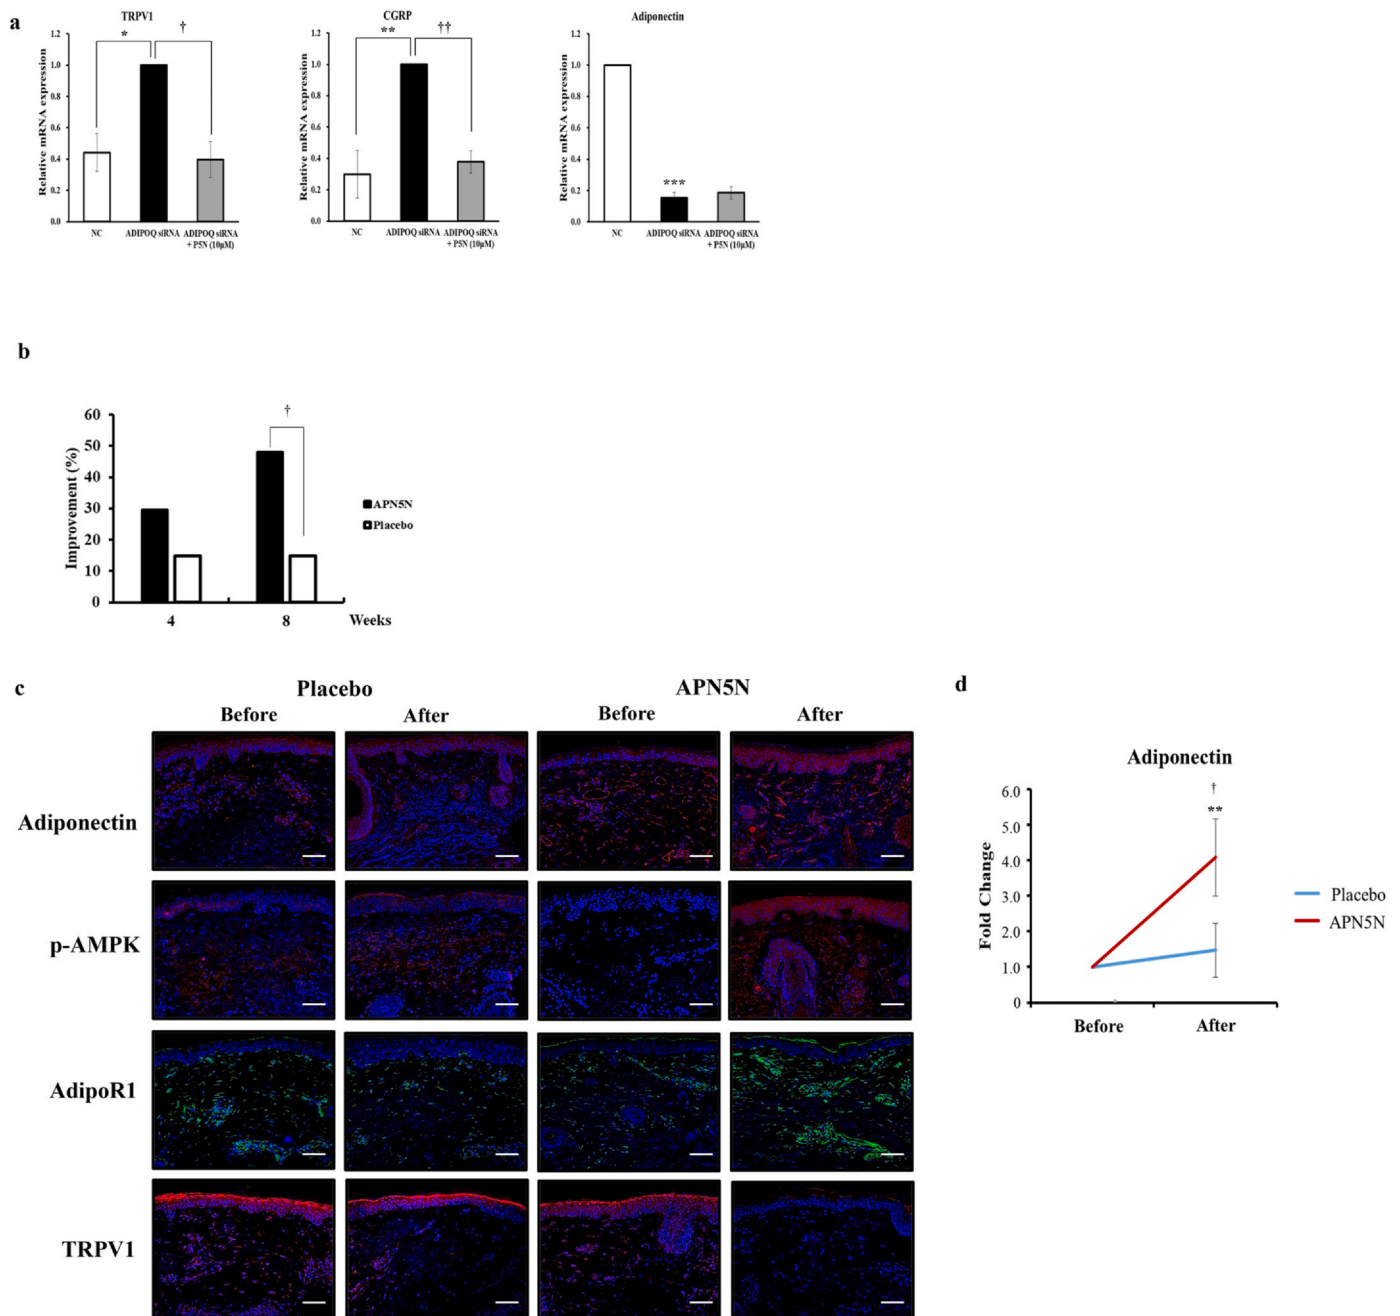 a
TRPV1
Relative mRNA expression
1.2
1.0
0.8
0.6
0.4
0.2
0.0
*
†
NC
ADIPOQ siRNA
ADIPOQ siRNA
+ P5N (10μM)
CGRP
Relative mRNA expression
1.2
1.0
0.8
0.6
0.4
0.2
0.0
**
††
NC
ADIPOQ siRNA
ADIPOQ siRNA
+ P5N (10μM)
Adiponectin
Relative mRNA expression
1.2
1.0
0.8
0.6
0.4
0.2
0
***
NC
ADIPOQ siRNA
ADIPOQ siRNA
+ P5N (10μM)
b
Improvement (%)
60
50
40
30
20
10
0
†
4
8
Weeks
APN5N
Placebo
c
Placebo
APN5N
Before
After
Before
After
Adiponectin
p-AMPK
AdipoR1
TRPV1
d
Adiponectin
Fold Change
6.0
5.0
4.0
3.0
2.0
1.0
0
†
**
Before
After
Placebo
APN5N